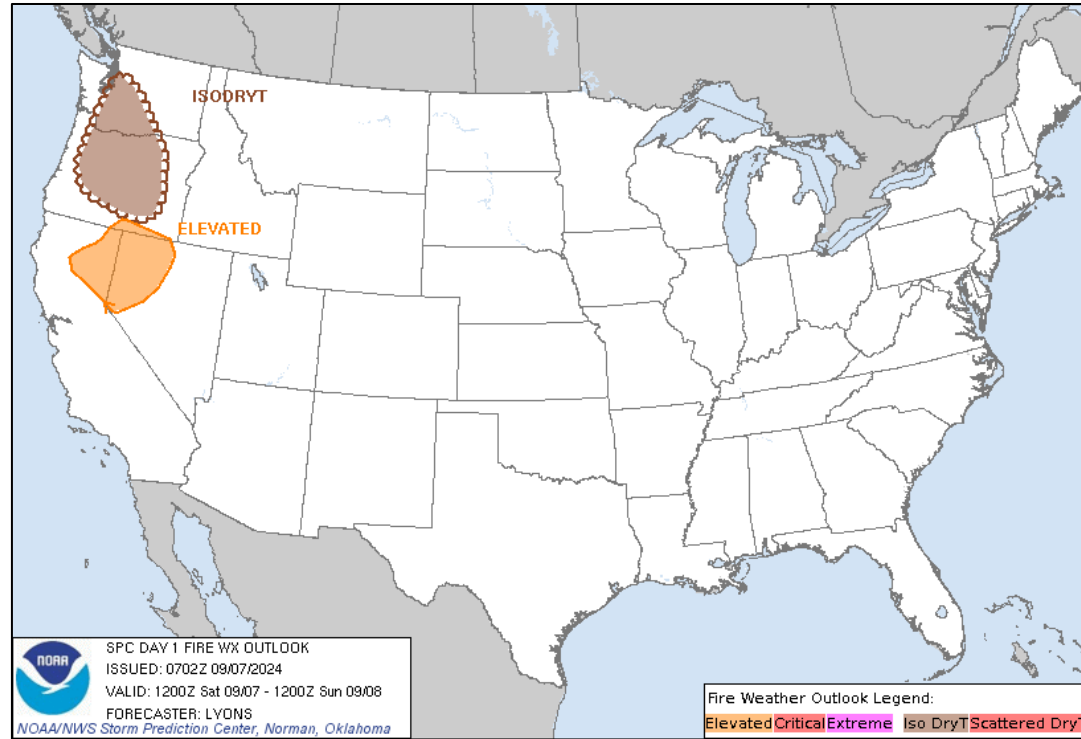 ISODRYT
ELEVATED
NOAA
SPC DAY 1 FIRE WX OUTLOOK
ISSUED: 0702Z 09/07/2024
VALID: 1200Z Sat 09/07 - 1200Z Sun 09/08
FORECASTER: LYONS
NOAA/NWS Storm Prediction Center, Norman, Oklahoma
Fire Weather Outlook Legend:
Elevated Critical Extreme Iso DryT Scattered DryT